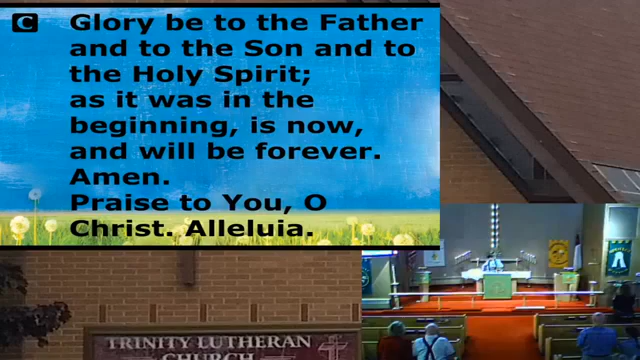 C Glory be to the Father
and to the Son and to
the Holy Spirit;
as it was in the
beginning, is now,
and will be forever.
Amen.
Praise to You, O
Christ. Alleluia.
TRINITY LUTHERAN
CHURCH